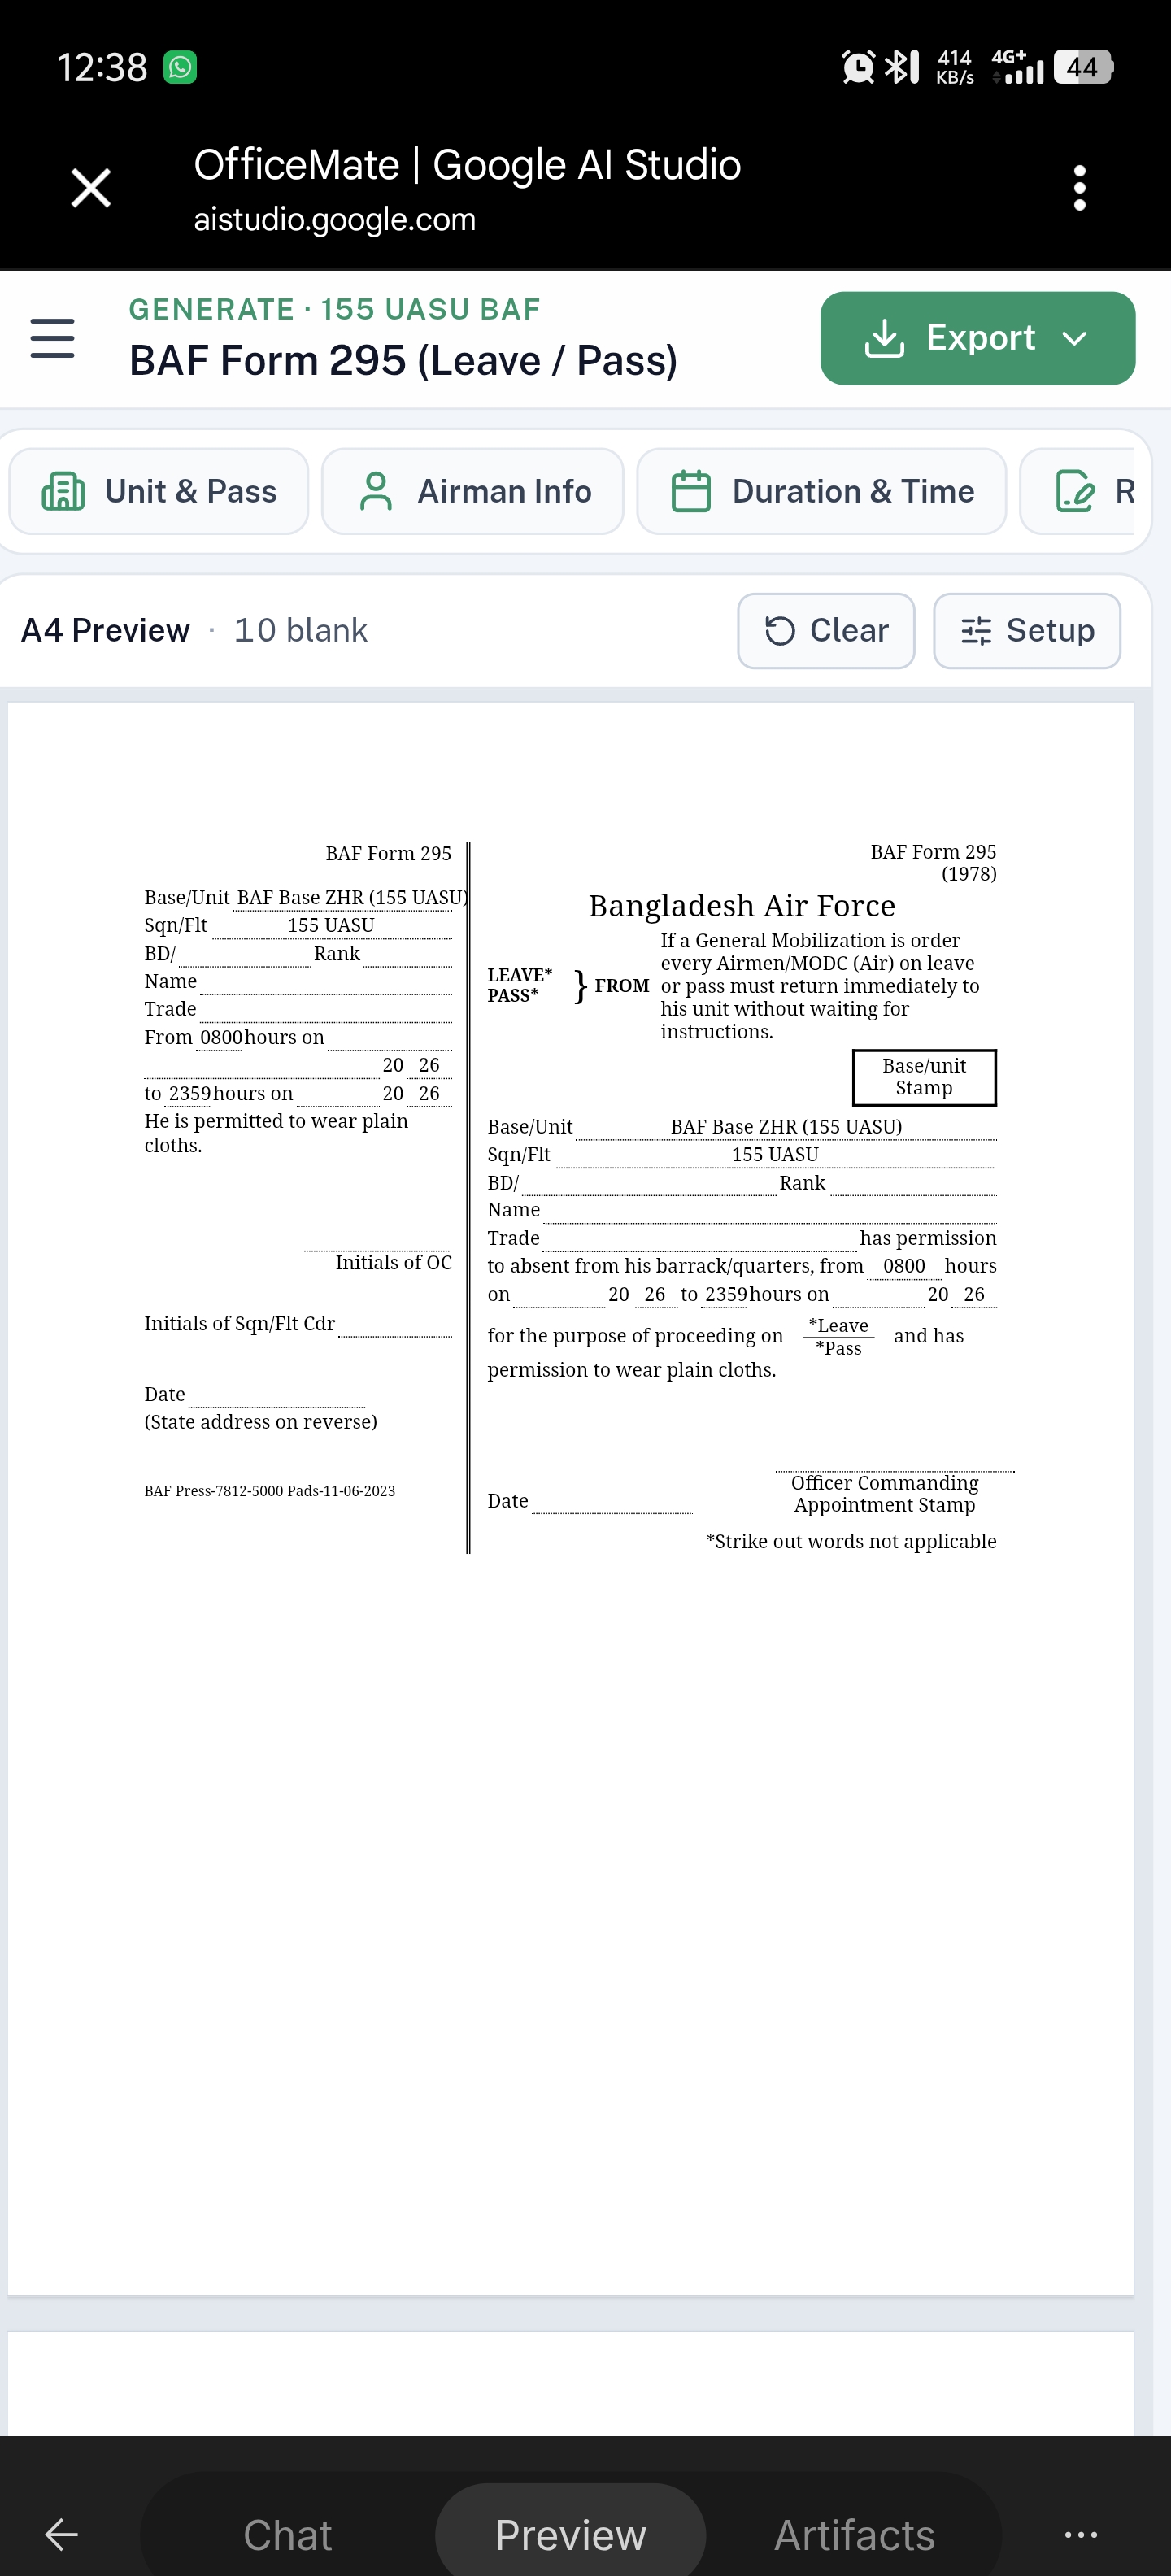 12:38
414 KB/s 4G+ 44
OfficeMate | Google AI Studio
aistudio.google.com
GENERATE · 155 UASU BAF
BAF Form 295 (Leave / Pass)
Export
Unit & Pass
Airman Info
Duration & Time
R
A4 Preview · 10 blank
Clear
Setup
BAF Form 295
Base/Unit BAF Base ZHR (155 UASU)
Sqn/Flt 155 UASU
BD/ Rank
Name
Trade
From 0800 hours on
20 26
to 2359 hours on 20 26
He is permitted to wear plain
cloths.
Initials of OC
Initials of Sqn/Flt Cdr
Date
(State address on reverse)
BAF Press-7812-5000 Pads-11-06-2023
BAF Form 295
(1978)
Bangladesh Air Force
LEAVE*
PASS*
} FROM
If a General Mobilization is order
every Airmen/MODC (Air) on leave
or pass must return immediately to
his unit without waiting for
instructions.
Base/unit
Stamp
Base/Unit BAF Base ZHR (155 UASU)
Sqn/Flt 155 UASU
BD/ Rank
Name
Trade has permission
to absent from his barrack/quarters, from 0800 hours
on 20 26 to 2359 hours on 20 26
for the purpose of proceeding on *Leave and has
*Pass
permission to wear plain cloths.
Officer Commanding
Appointment Stamp
Date
*Strike out words not applicable
Chat
Preview
Artifacts